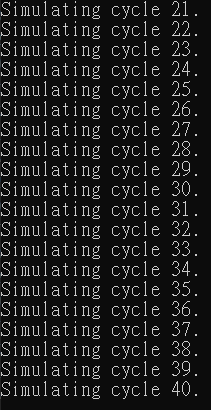 Simulating cycle 21.
Simulating cycle 22.
Simulating cycle 23.
Simulating cycle 24.
Simulating cycle 25.
Simulating cycle 26.
Simulating cycle 27.
Simulating cycle 28.
Simulating cycle 29.
Simulating cycle 30.
Simulating cycle 31.
Simulating cycle 32.
Simulating cycle 33.
Simulating cycle 34.
Simulating cycle 35.
Simulating cycle 36.
Simulating cycle 37.
Simulating cycle 38.
Simulating cycle 39.
Simulating cycle 40.